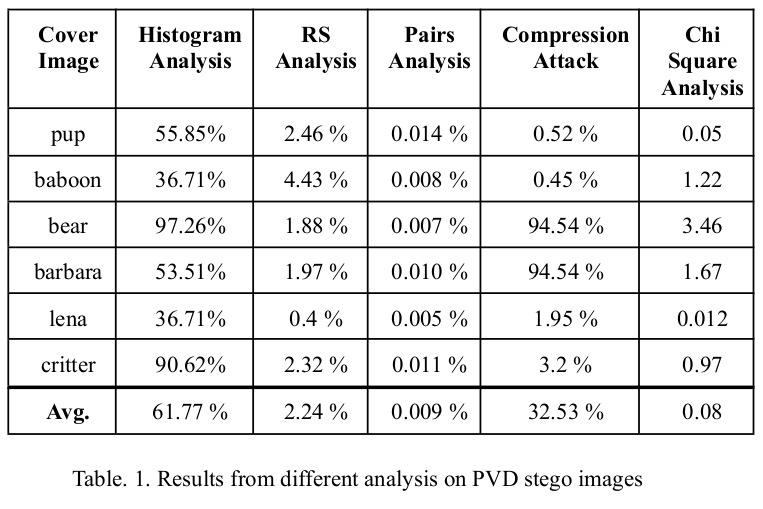 Cover Image Histogram Analysis RS Analysis Pairs Analysis Compression Attack Chi Square Analysis
pup 55.85% 2.46 % 0.014 % 0.52 % 0.05
baboon 36.71% 4.43 % 0.008 % 0.45 % 1.22
bear 97.26% 1.88 % 0.007 % 94.54 % 3.46
barbara 53.51% 1.97 % 0.010 % 94.54 % 1.67
lena 36.71% 0.4 % 0.005 % 1.95 % 0.012
critter 90.62% 2.32 % 0.011 % 3.2 % 0.97
Avg. 61.77 % 2.24 % 0.009 % 32.53 % 0.08
Table. 1. Results from different analysis on PVD stego images